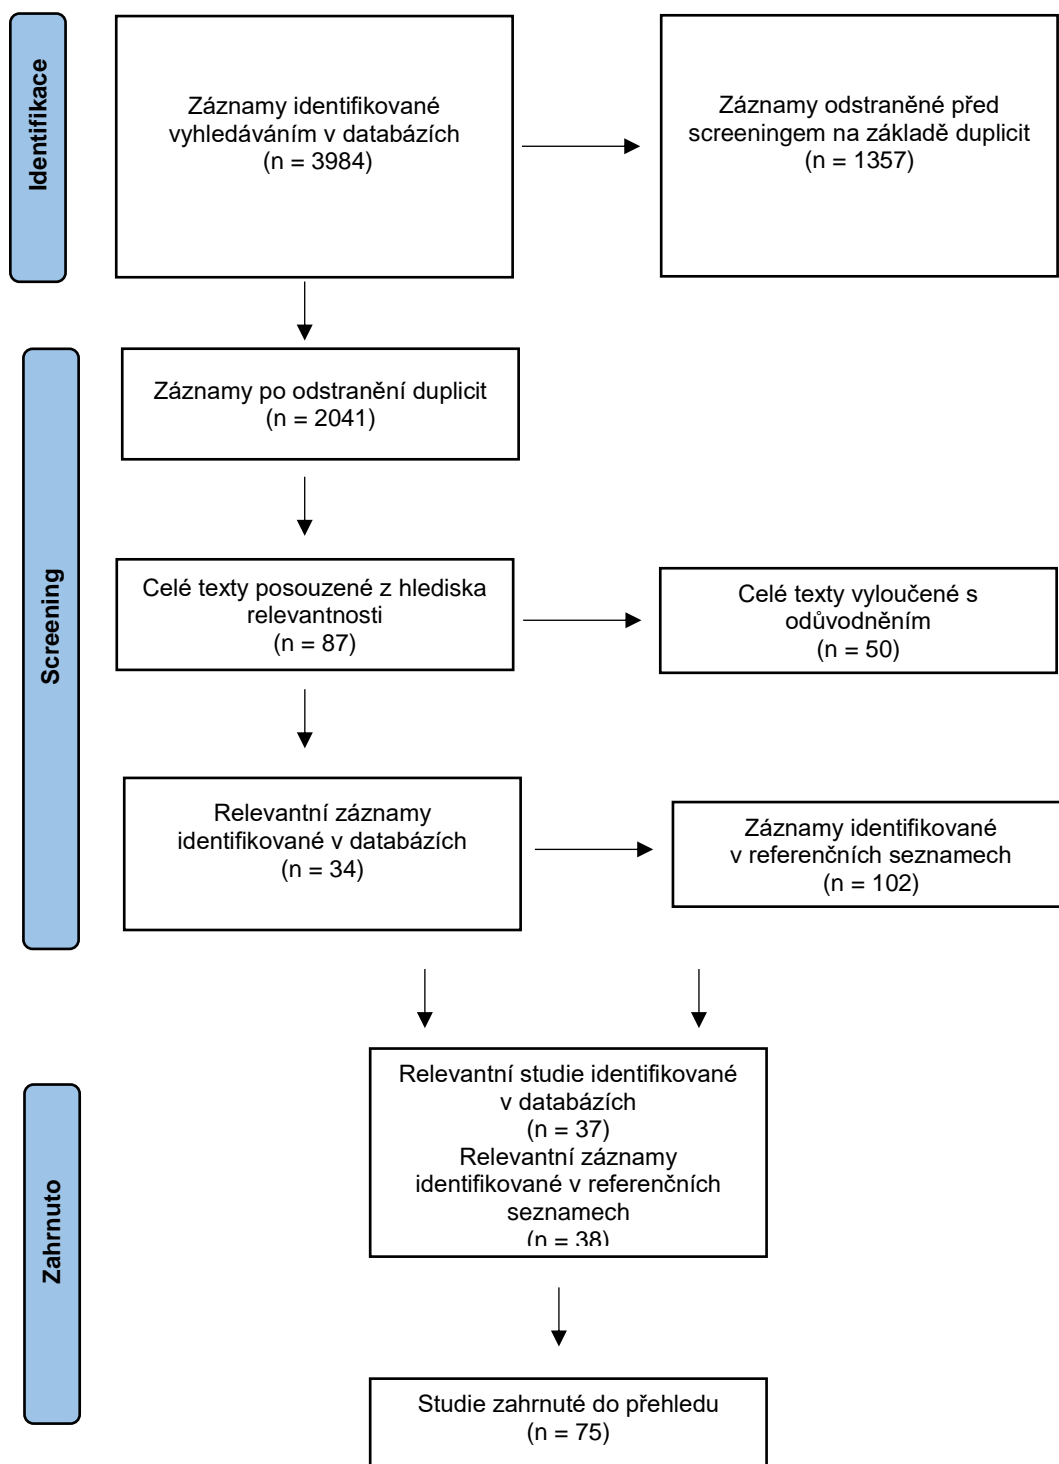 Identifikace
Záznamy identifikované
vyhledáváním v databázích
(n = 3984)
Záznamy odstraněné před
screeningem na základě duplicit
(n = 1357)
Screening
Záznamy po odstranění duplicit
(n = 2041)
Celé texty posouzené z hlediska
relevantnosti
(n = 87)
Celé texty vyloučené s
odůvodněním
(n = 50)
Relevantní záznamy
identifikované v databázích
(n = 34)
Záznamy identifikované
v referenčních seznamech
(n = 102)
Zahrnuto
Relevantní studie identifikované
v databázích
(n = 37)
Relevantní záznamy
identifikované v referenčních
seznamech
(n = 38)
Studie zahrnuté do přehledu
(n = 75)